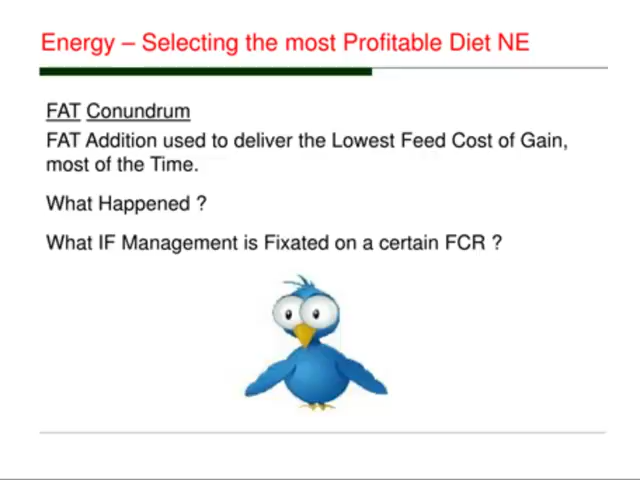 Energy – Selecting the most Profitable Diet NE
FAT Conundrum
FAT Addition used to deliver the Lowest Feed Cost of Gain,
most of the Time.
What Happened ?
What IF Management is Fixated on a certain FCR ?